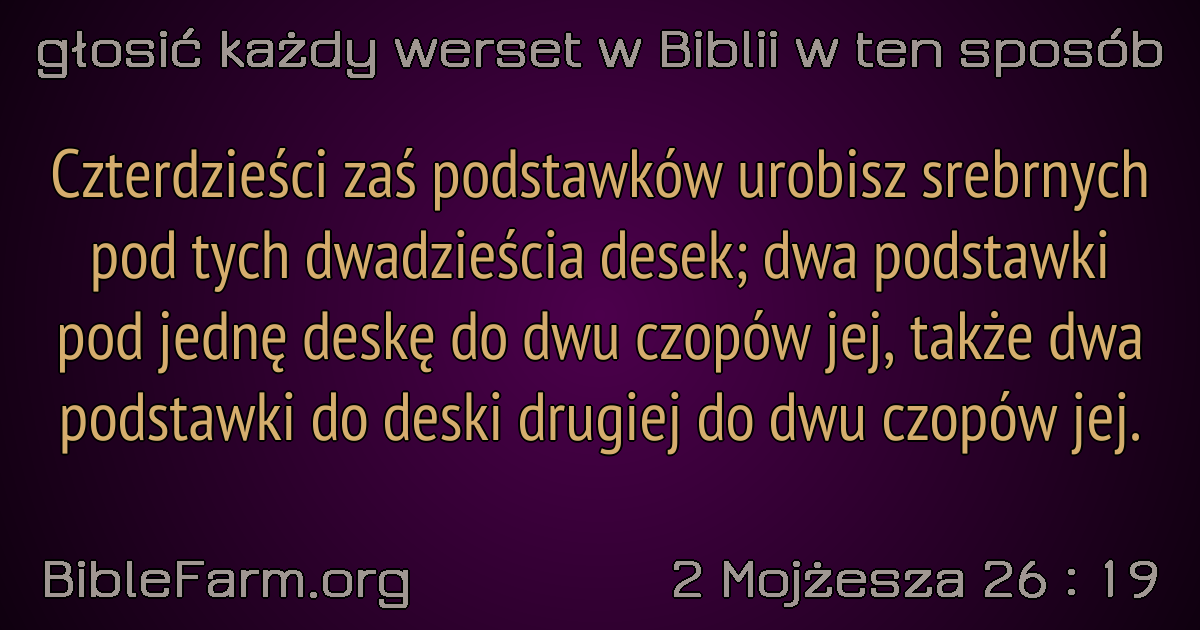 głosić każdy werset w Biblii w ten sposób
Czterdzieści zaś podstawków urobisz srebrnych
pod tych dwadzieścia desek; dwa podstawki
pod jednę deskę do dwu czopów jej, także dwa
podstawki do deski drugiej do dwu czopów jej.
BibleFarm.org
2 Mojżesza 26 : 19